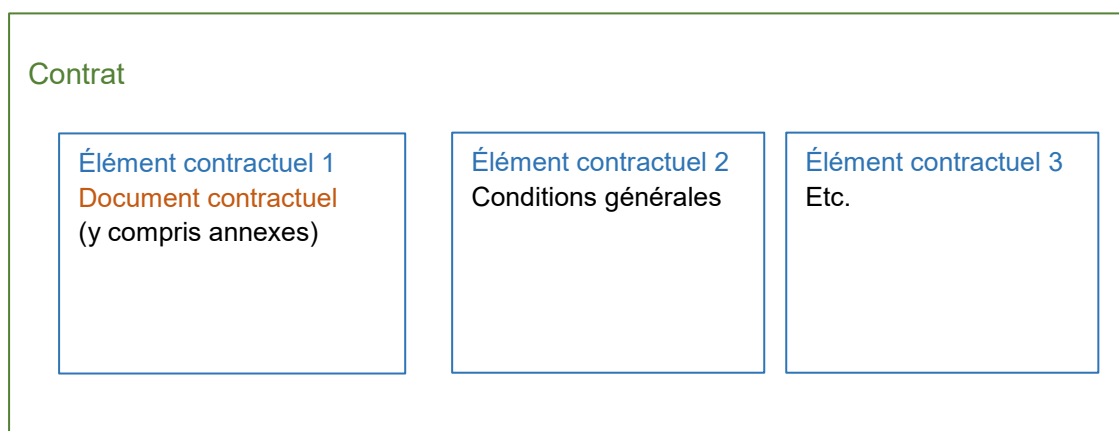 Contrat
Élément contractuel 1
Document contractuel
(y compris annexes)
Élément contractuel 2
Conditions générales
Élément contractuel 3
Etc.